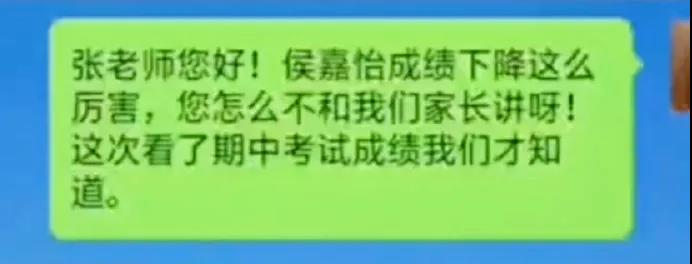 张老师您好！侯嘉怡成绩下降这么
厉害，您怎么不和我们家长讲呀！
这次看了期中考试成绩我们才知
道。